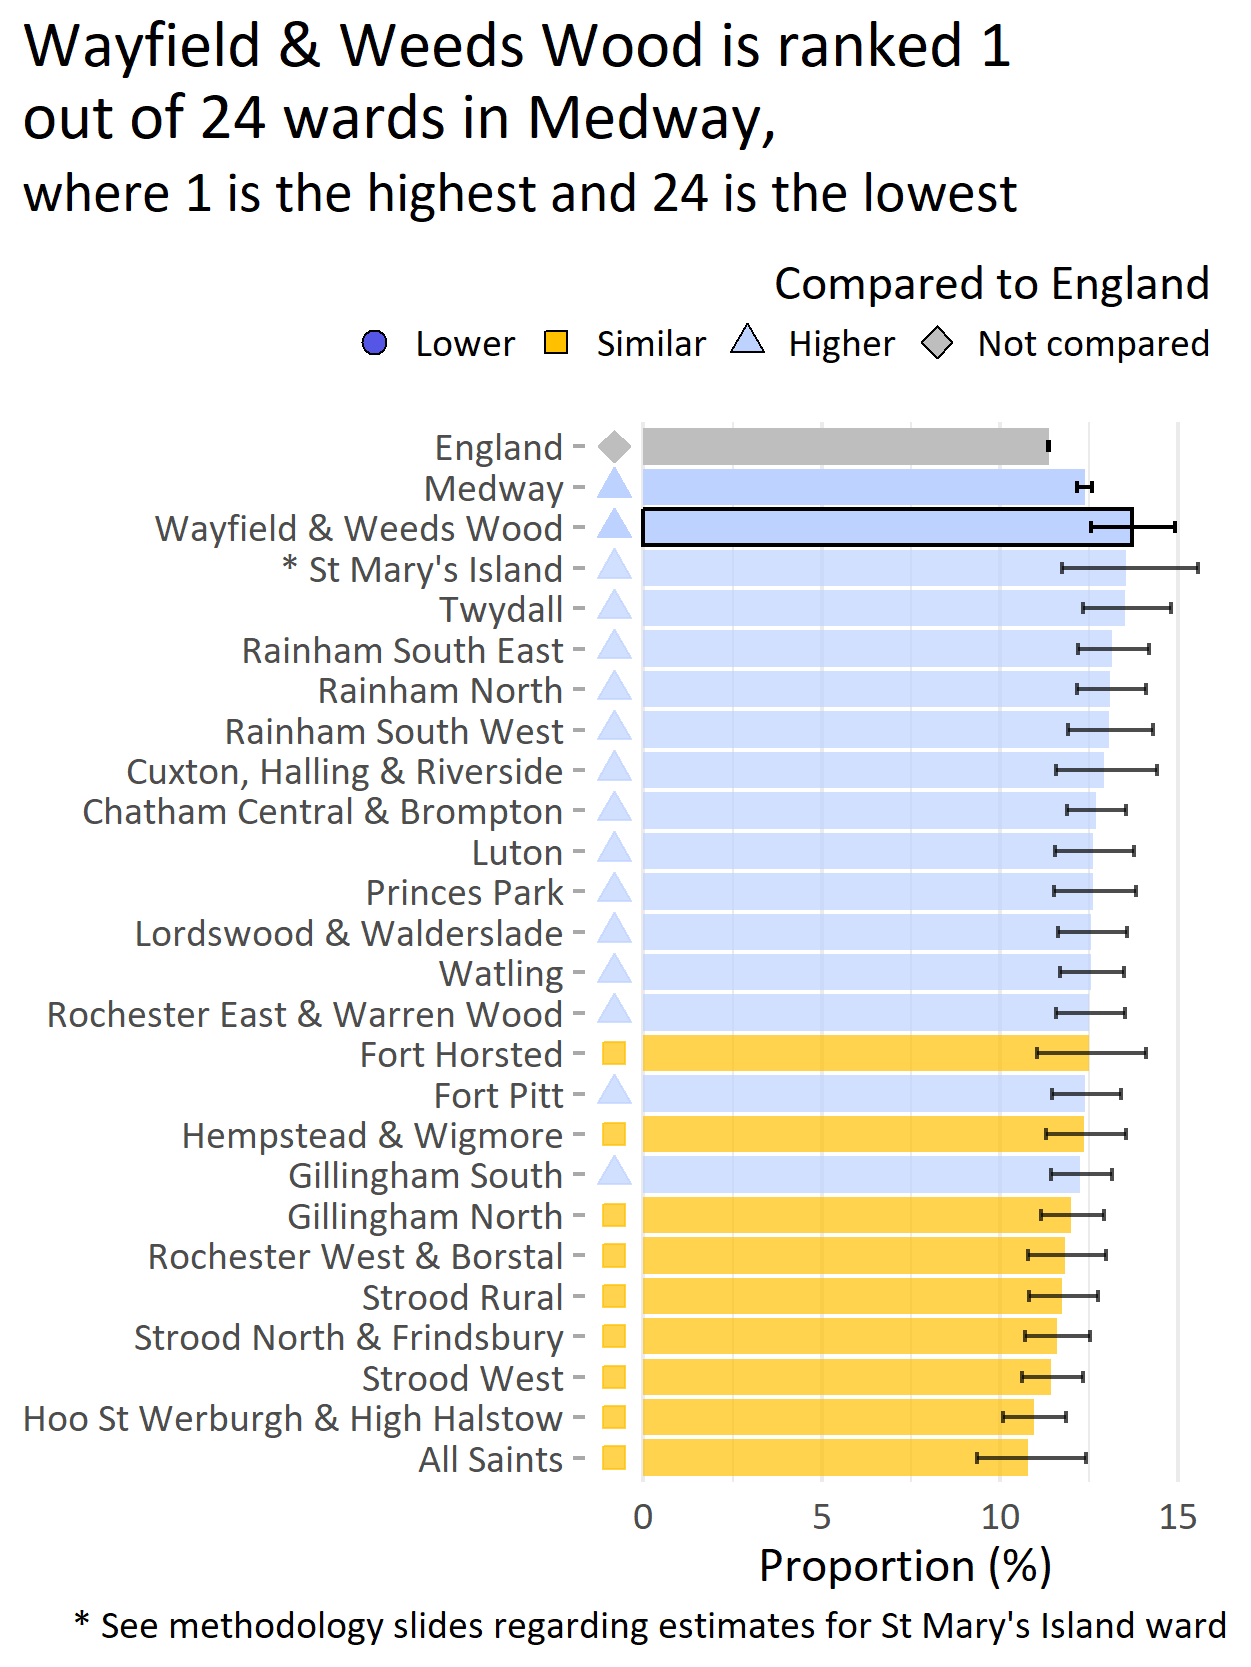 Wayfield & Weeds Wood is ranked 1
out of 24 wards in Medway,
where 1 is the highest and 24 is the lowest
Compared to England
Lower Similar Higher Not compared
England
Medway
Wayfield & Weeds Wood
* St Mary's Island
Twydall
Rainham South East
Rainham North
Rainham South West
Cuxton, Halling & Riverside
Chatham Central & Brompton
Luton
Princes Park
Lordswood & Walderslade
Watling
Rochester East & Warren Wood
Fort Horsted
Fort Pitt
Hempstead & Wigmore
Gillingham South
Gillingham North
Rochester West & Borstal
Strood Rural
Strood North & Frindsbury
Strood West
Hoo St Werburgh & High Halstow
All Saints
0 5 10 15
Proportion (%)
* See methodology slides regarding estimates for St Mary's Island ward